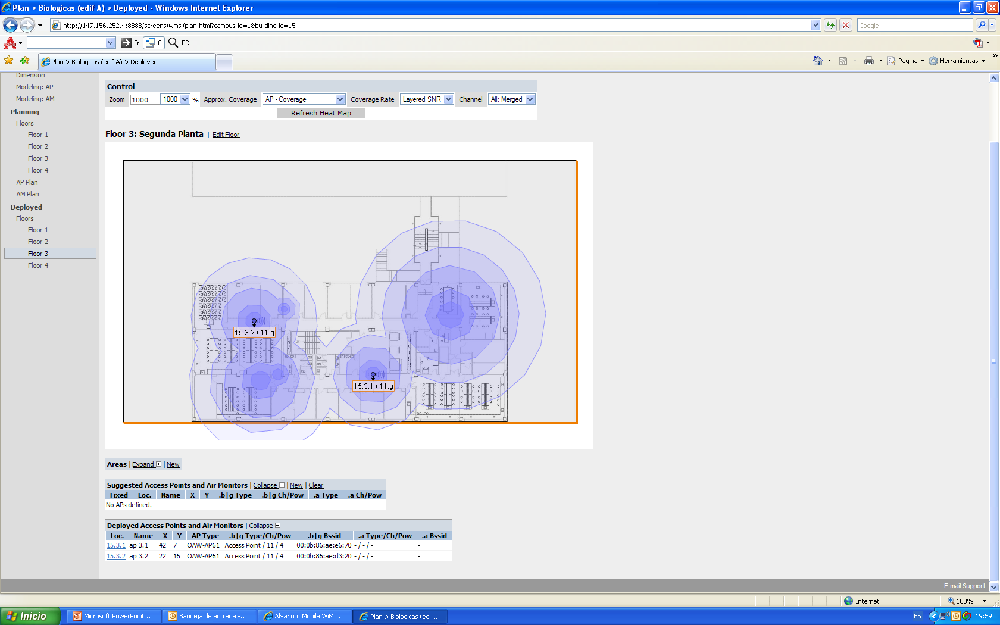 Plan > Biologicas (edif A) > Deployed - Windows Internet Explorer
http://147.156.252.4:8888/screens/wmsi/plan.html?campus-id=1&building-id=15
Google
Ir
0
PD
Plan > Biologicas (edif A) > Deployed
Página
Herramientas
Dimension
Modeling: AP
Modeling: AM
Planning
Floors
Floor 1
Floor 2
Floor 3
Floor 4
AP Plan
AM Plan
Deployed
Floors
Floor 1
Floor 2
Floor 3
Floor 4
Control
Zoom 1000 1000 % Approx. Coverage AP - Coverage Coverage Rate Layered SNR Channel All: Merged
Refresh Heat Map
Floor 3: Segunda Planta | Edit Floor
15.3.2 / 11.g
15.3.1 / 11.g
Areas | Expand | New
Suggested Access Points and Air Monitors | Collapse | New | Clear
Fixed Loc. Name X Y .b|g Type .b|g Ch/Pow .a Type .a Ch/Pow
No APs defined.
Deployed Access Points and Air Monitors | Collapse
Loc. Name X Y AP Type .b|g Type/Ch/Pow .b|g Bssid .a Type/Ch/Pow .a Bssid
15.3.1 ap 3.1 42 7 OAW-AP61 Access Point / 11 / 4 00:0b:86:ae:e6:70 - / - / - -
15.3.2 ap 3.2 22 16 OAW-AP61 Access Point / 11 / 4 00:0b:86:ae:d3:20 - / - / - -
E-mail Support
Internet
100%
Inicio
Microsoft PowerPoint ...
Bandeja de entrada -...
Alvarion: Mobile WiM...
Plan > Biologicas (edi...
ES
19:59